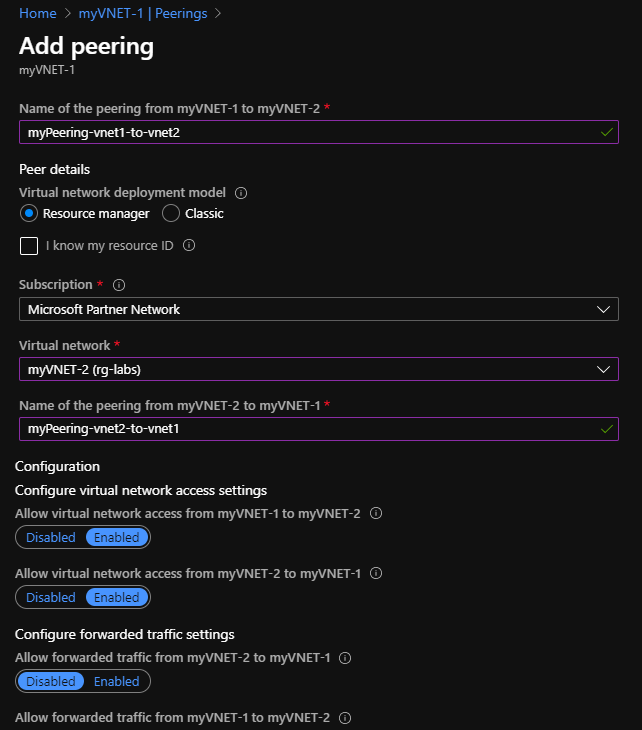 Home > myVNET-1 | Peerings >
Add peering
myVNET-1
Name of the peering from myVNET-1 to myVNET-2 *
myPeering-vnet1-to-vnet2
Peer details
Virtual network deployment model
Resource manager Classic
I know my resource ID
Subscription *
Microsoft Partner Network
Virtual network *
myVNET-2 (rg-labs)
Name of the peering from myVNET-2 to myVNET-1 *
myPeering-vnet2-to-vnet1
Configuration
Configure virtual network access settings
Allow virtual network access from myVNET-1 to myVNET-2
Disabled Enabled
Allow virtual network access from myVNET-2 to myVNET-1
Disabled Enabled
Configure forwarded traffic settings
Allow forwarded traffic from myVNET-2 to myVNET-1
Disabled Enabled
Allow forwarded traffic from myVNET-1 to myVNET-2